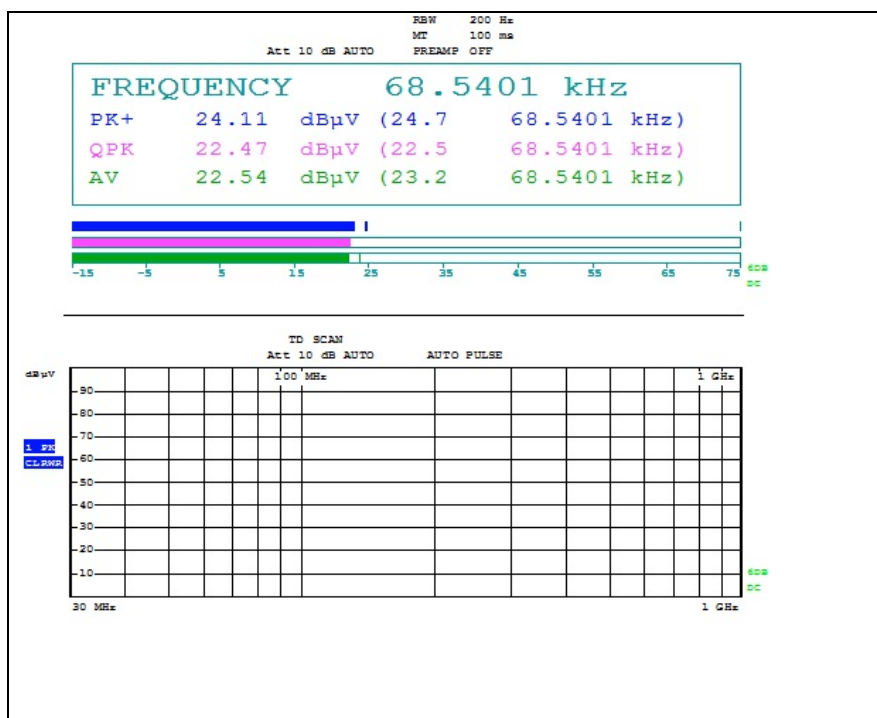 RBW 200 Hz
MT 100 ms
Att 10 dB AUTO PREAMP OFF
FREQUENCY 68.5401 kHz
PK+ 24.11 dBµV (24.7 68.5401 kHz)
QPK 22.47 dBµV (22.5 68.5401 kHz)
AV 22.54 dBµV (23.2 68.5401 kHz)
-15 -5 5 15 25 35 45 55 65 75
6DB
DC
TD SCAN
Att 10 dB AUTO AUTO PULSE
dBµV
100 MHz 1 GHz
90
80
70
1 PK
CLRWR
60
50
40
30
20
10
6DB
DC
30 MHz 1 GHz